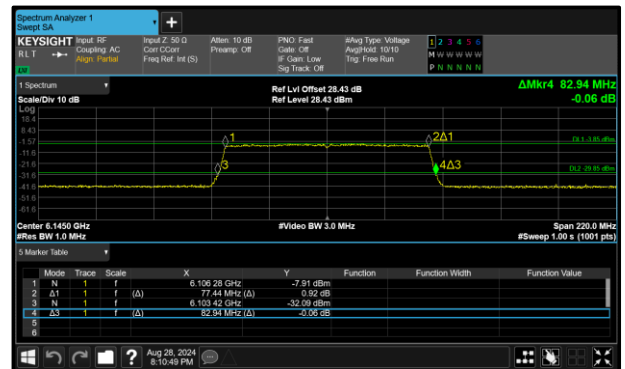 Spectrum Analyzer 1
Swept SA
+
KEYSIGHT Input: RF Input Z: 50 Ω Atten: 10 dB PNO: Fast #Avg Type: Voltage 1 2 3 4 5 6
RLT Coupling: AC Corr CCorr Preamp: Off Gate: Off Avg|Hold: 10/10 M W W W W W
Align: Partial Freq Ref: Int (S) IF Gain: Low Trig: Free Run P N N N N N
Sig Track: Off
1 Spectrum Ref Lvl Offset 28.43 dB ΔMkr4 82.94 MHz
Scale/Div 10 dB Ref Level 28.43 dBm -0.06 dB
Log
18.4
8.43
-1.57 1 2Δ1 DL1 -3.85 dBm
-11.6
-21.6 3 4Δ3 DL2 -29.85 dBm
-31.6
-41.6
-51.6
-61.6
Center 6.1450 GHz #Video BW 3.0 MHz Span 220.0 MHz
#Res BW 1.0 MHz #Sweep 1.00 s (1001 pts)
5 Marker Table
Mode Trace Scale X Y Function Function Width Function Value
1 N 1 f 6.106 28 GHz -7.91 dBm
2 Δ1 1 f (Δ) 77.44 MHz (Δ) 0.92 dB
3 N 1 f 6.103 42 GHz -32.09 dBm
4 Δ3 1 f (Δ) 82.94 MHz (Δ) -0.06 dB
5
6
? Aug 28, 2024
8:10:49 PM